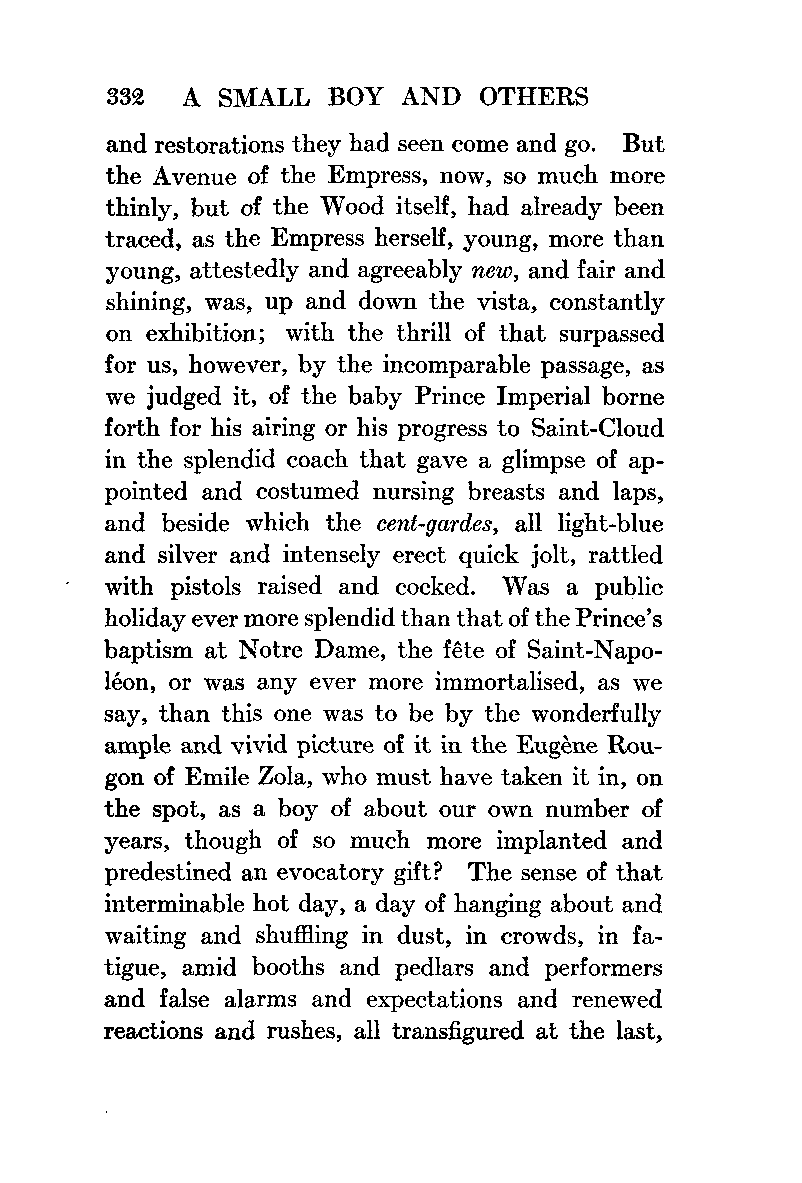 332 A SMALL BOY AND OTHERS
and restorations they had seen come and go. But
the Avenue of the Empress, now, so much more
thinly, but of the Wood itself, had already been
traced, as the Empress herself, young, more than
young, attestedly and agreeably new, and fair and
shining, was, up and down the vista, constantly
on exhibition; with the thrill of that surpassed
for us, however, by the incomparable passage, as
we judged it, of the baby Prince Imperial borne
forth for his airing or his progress to Saint-Cloud
in the splendid coach that gave a glimpse of ap-
pointed and costumed nursing breasts and laps,
and beside which the cent-gardes, all light-blue
and silver and intensely erect quick jolt, rattled
with pistols raised and cocked. Was a public
holiday ever more splendid than that of the Prince's
baptism at Notre Dame, the fête of Saint-Napo-
léon, or was any ever more immortalised, as we
say, than this one was to be by the wonderfully
ample and vivid picture of it in the Eugène Rou-
gon of Emile Zola, who must have taken it in, on
the spot, as a boy of about our own number of
years, though of so much more implanted and
predestined an evocatory gift? The sense of that
interminable hot day, a day of hanging about and
waiting and shuffling in dust, in crowds, in fa-
tigue, amid booths and pedlars and performers
and false alarms and expectations and renewed
reactions and rushes, all transfigured at the last,